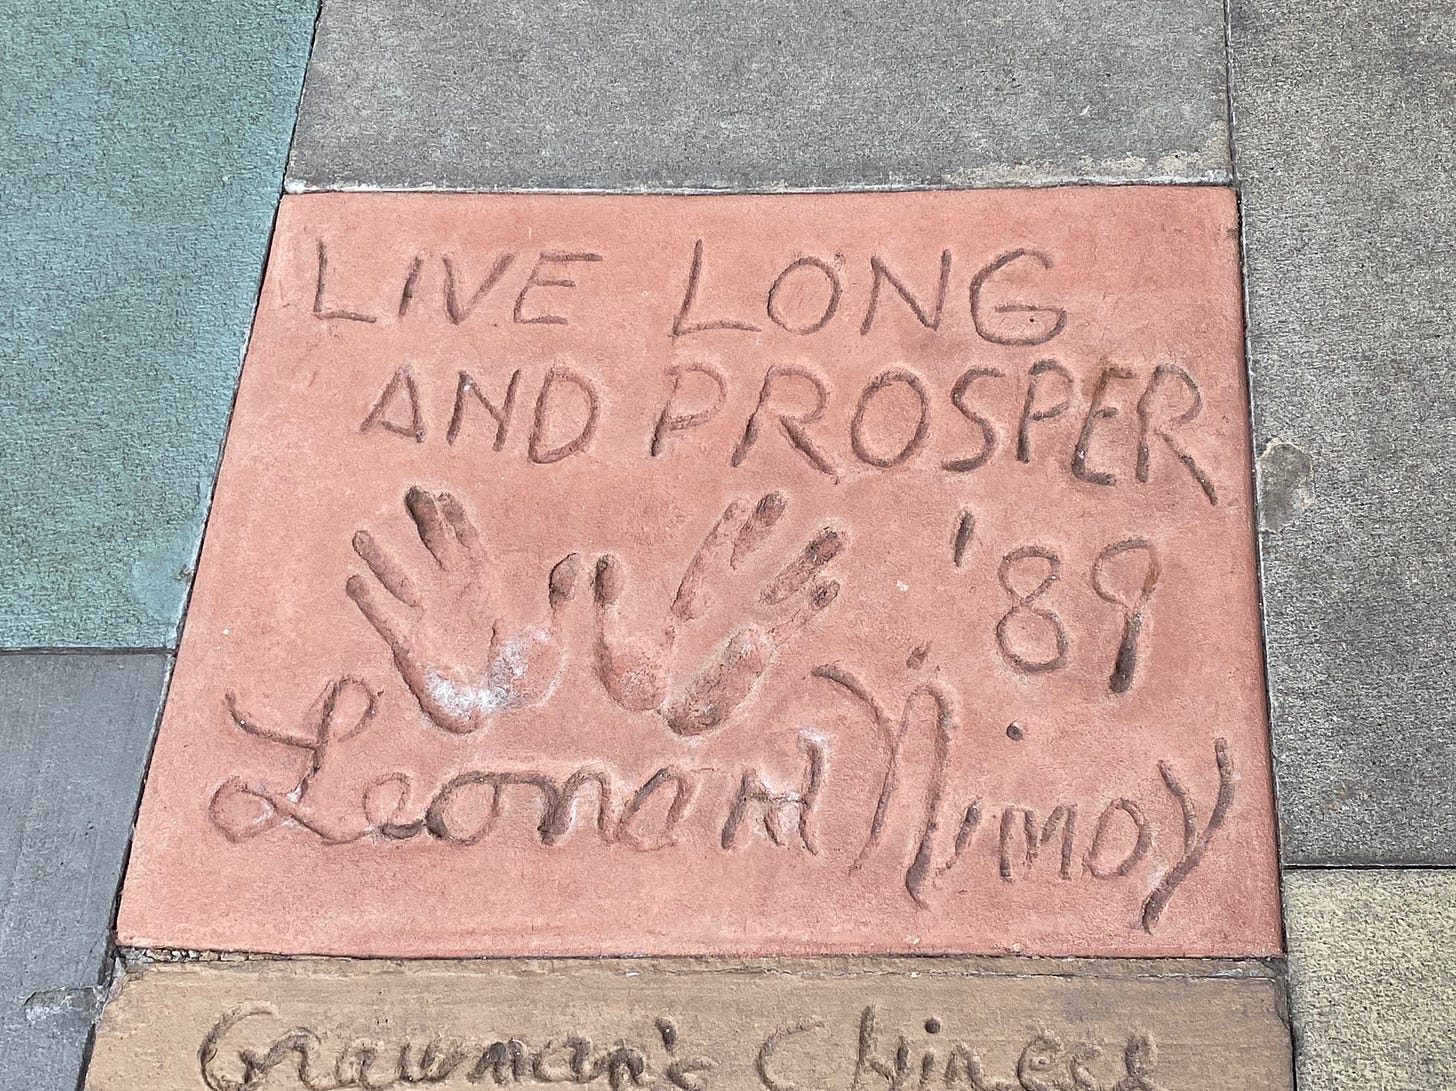 LIVE LONG
AND PROSPER
'89
Leonard Nimoy
Grauman's Chinese